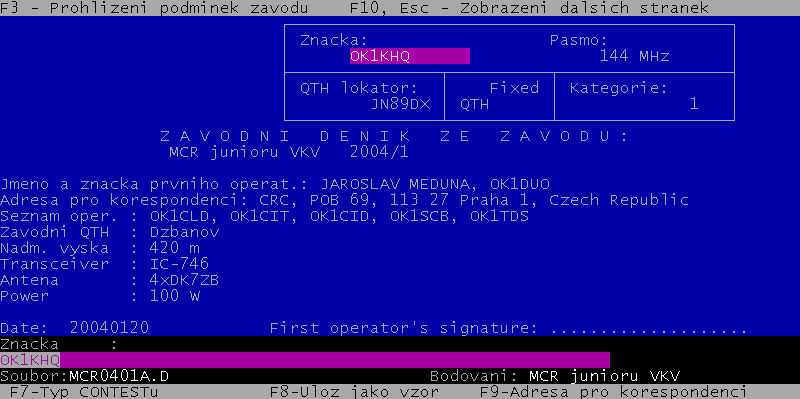 F3 - Prohlizeni podminek zavodu    F10, Esc - Zobrazeni dalsich stranek
Znacka:    Pasmo:
OK1KHQ    144 MHz
QTH lokator:    Fixed    Kategorie:
JN89DX    QTH    1
Z A V O D N I   D E N I K   Z E   Z A V O D U :
MCR junioru VKV   2004/1
Jmeno a znacka prvniho operat.: JAROSLAV MEDUNA, OK1DUO
Adresa pro korespondenci: CRC, POB 69, 113 27 Praha 1, Czech Republic
Seznam oper. : OK1CLD, OK1CIT, OK1CID, OK1SCB, OK1TDS
Zavodni QTH  : Dzbanov
Nadm. vyska  : 420 m
Transceiver  : IC-746
Antena       : 4xDK7ZB
Power        : 100 W
Date:  20040120    First operator's signature: ....................
Znacka     :
OK1KHQ
Soubor:MCR0401A.D    Bodovani: MCR junioru VKV
F7-Typ CONTESTu    F8-Uloz jako vzor    F9-Adresa pro korespondenci